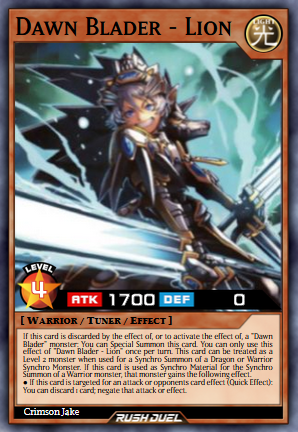 Dawn Blader - Lion
LIGHT
光
LEVEL
4
ATK 1700 DEF 0
[ Warrior / Tuner / Effect ]
If this card is discarded by the effect of, or to activate the effect of, a "Dawn
Blader" monster: You can Special Summon this card. You can only use this
effect of "Dawn Blader - Lion" once per turn. This card can be treated as a
Level 2 monster when used for a Synchro Summon of a Dragon or Warrior
Synchro Monster. If this card is used as Synchro Material for the Synchro
Summon of a Warrior monster, that monster gains the following effect.
● If this card is targeted for an attack or opponents card effect (Quick Effect):
You can discard 1 card; negate that attack or effect.
Crimson Jake
RUSH DUEL